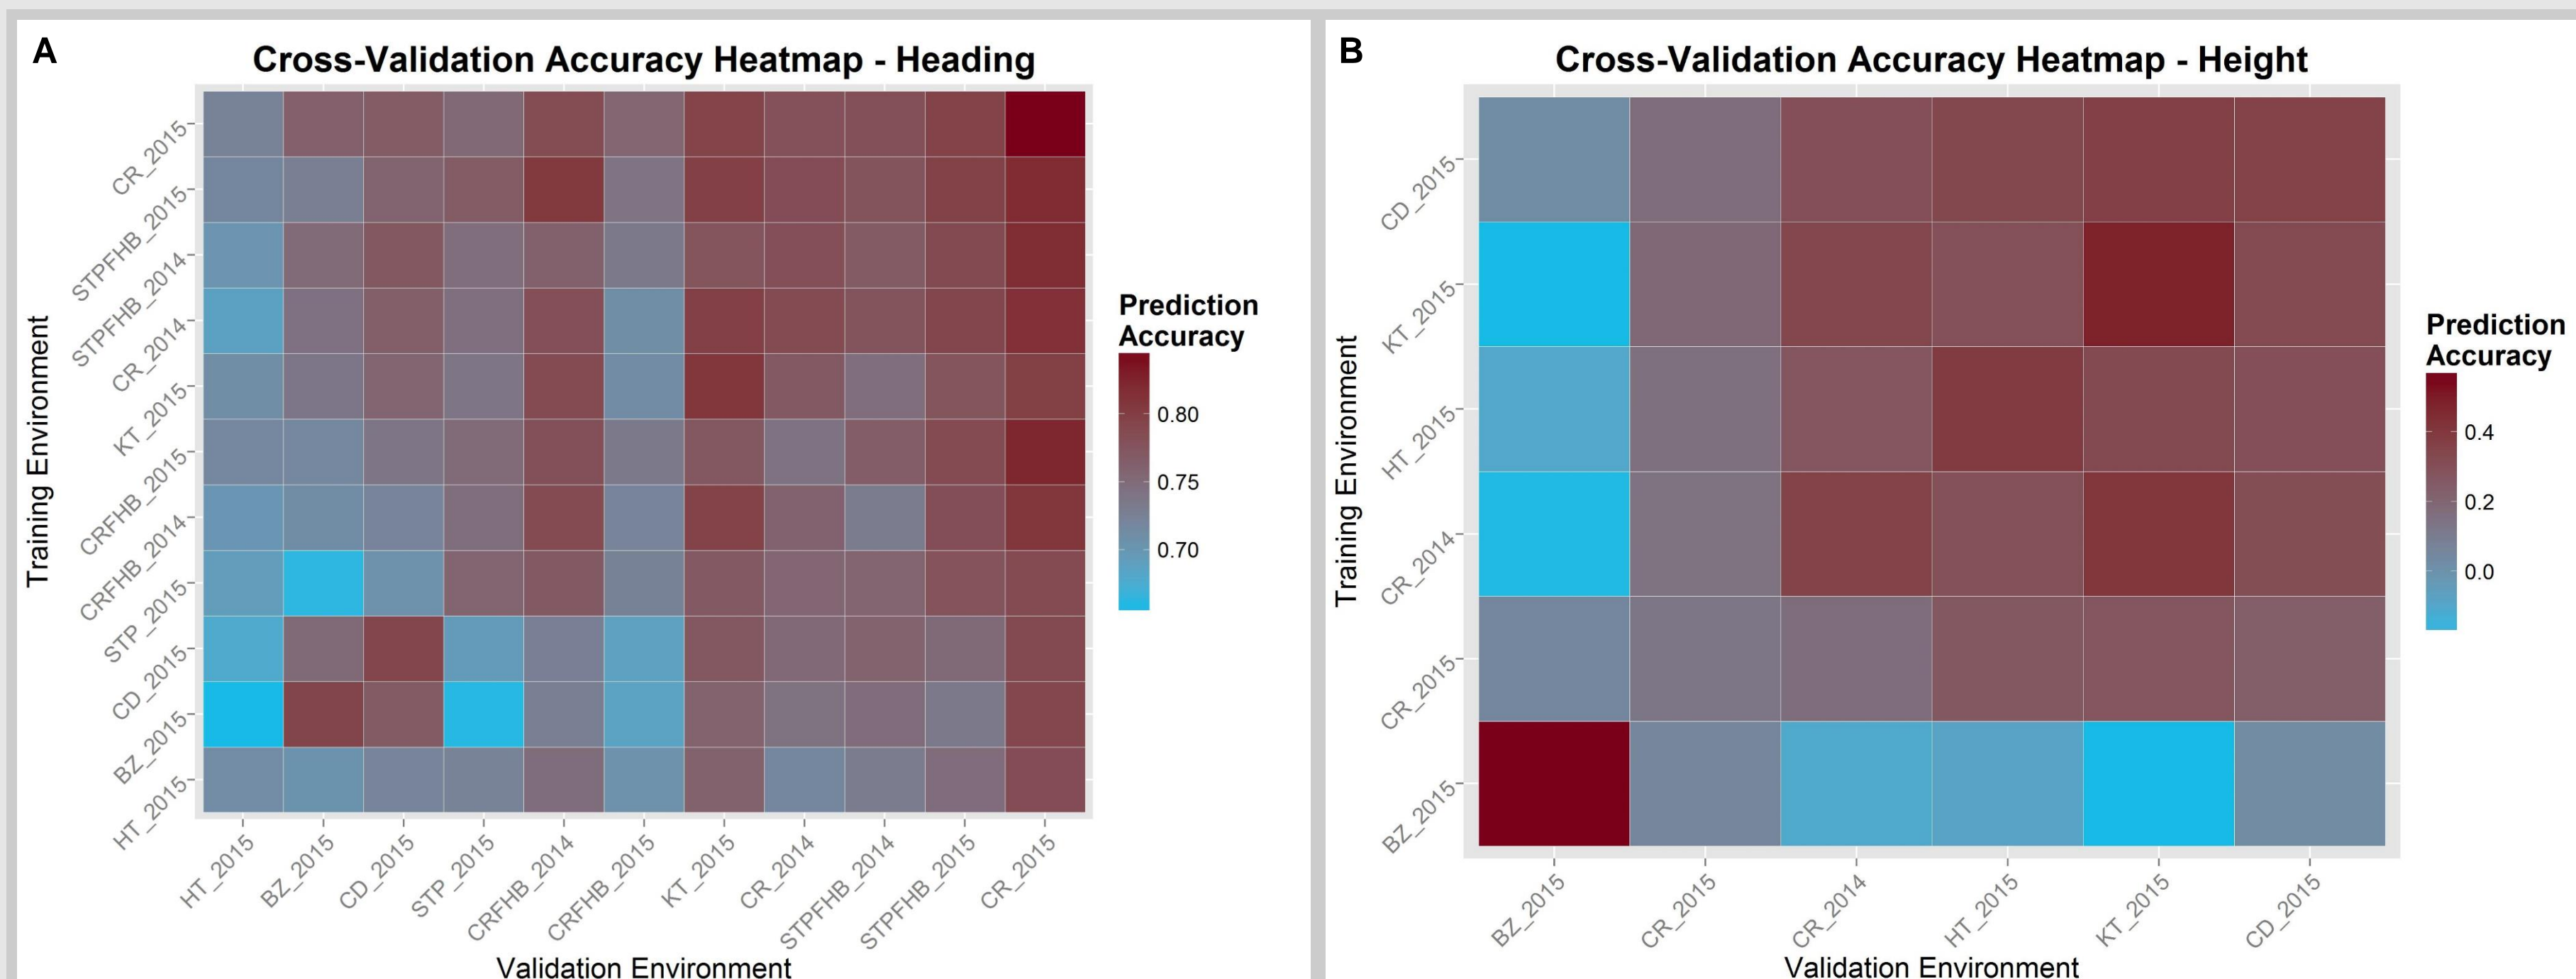 A
Cross-Validation Accuracy Heatmap - Heading
Training Environment
CR_2015
STPFHB_2015
STPFHB_2014
CR_2014
KT_2015
CRFHB_2015
CRFHB_2014
STP_2015
CD_2015
BZ_2015
HT_2015
HT_2015
BZ_2015
CD_2015
STP_2015
CRFHB_2014
CRFHB_2015
KT_2015
CR_2014
STPFHB_2014
STPFHB_2015
CR_2015
Validation Environment
Prediction
Accuracy
0.80
0.75
0.70
B
Cross-Validation Accuracy Heatmap - Height
Training Environment
CD_2015
KT_2015
HT_2015
CR_2014
CR_2015
BZ_2015
BZ_2015
CR_2015
CR_2014
HT_2015
KT_2015
CD_2015
Validation Environment
Prediction
Accuracy
0.4
0.2
0.0